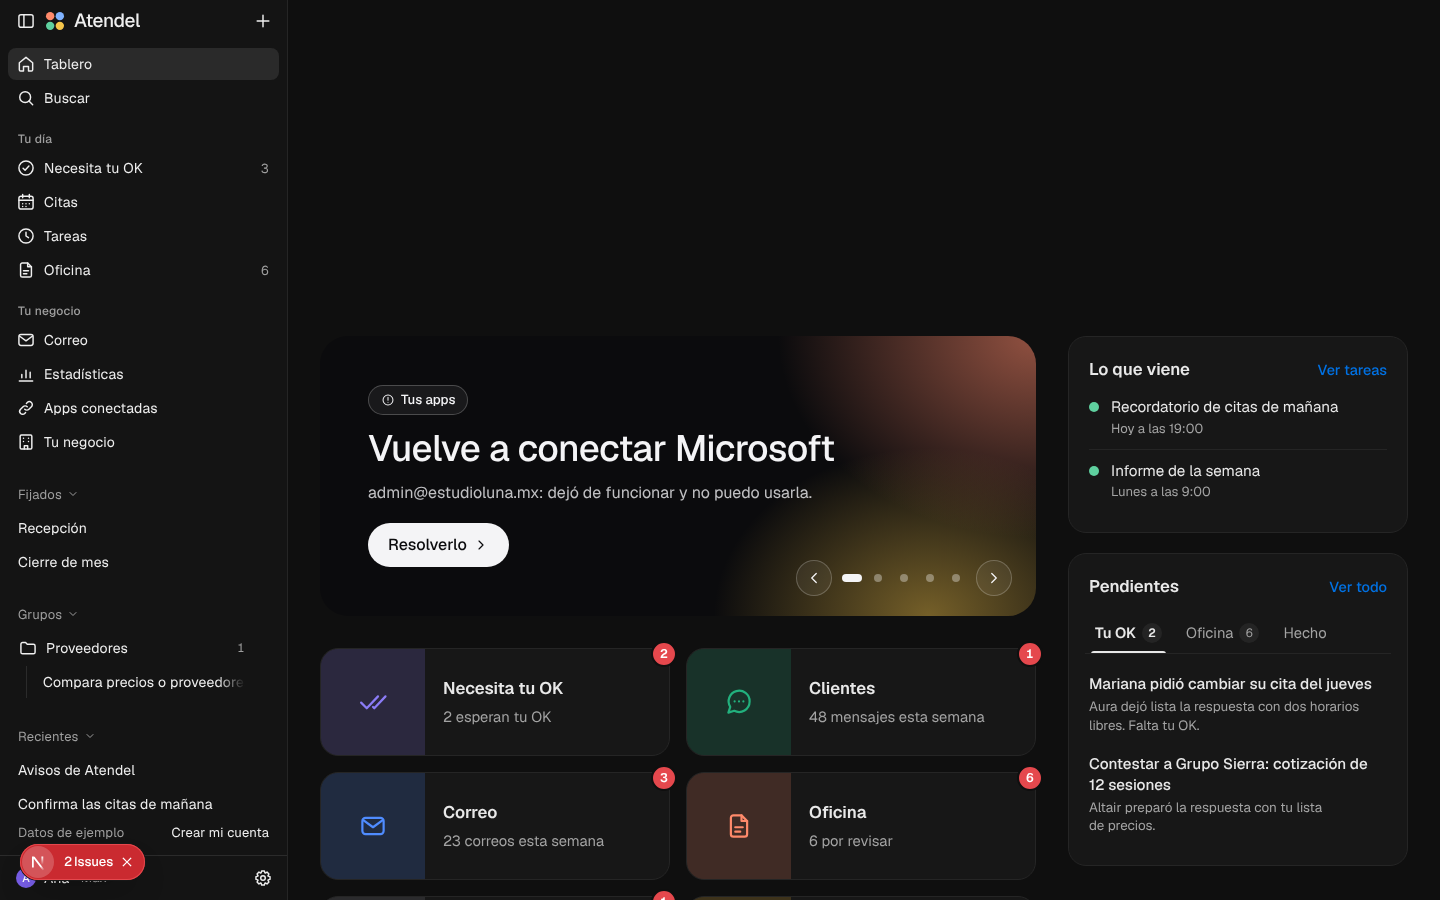 Atendel
Tablero
Buscar
Tu día
Necesita tu OK 3
Citas
Tareas
Oficina 6
Tu negocio
Correo
Estadísticas
Apps conectadas
Tu negocio
Fijados
Recepción
Cierre de mes
Grupos
Proveedores 1
Compara precios o proveedore
Recientes
Avisos de Atendel
Confirma las citas de mañana
Datos de ejemplo Crear mi cuenta
N 2 Issues
Tus apps
Vuelve a conectar Microsoft
admin@estudioluna.mx: dejó de funcionar y no puedo usarla.
Resolverlo
2
Necesita tu OK
2 esperan tu OK
1
Clientes
48 mensajes esta semana
3
Correo
23 correos esta semana
6
Oficina
6 por revisar
Lo que viene Ver tareas
Recordatorio de citas de mañana
Hoy a las 19:00
Informe de la semana
Lunes a las 9:00
Pendientes Ver todo
Tu OK 2 Oficina 6 Hecho
Mariana pidió cambiar su cita del jueves
Aura dejó lista la respuesta con dos horarios
libres. Falta tu OK.
Contestar a Grupo Sierra: cotización de
12 sesiones
Altair preparó la respuesta con tu lista
de precios.